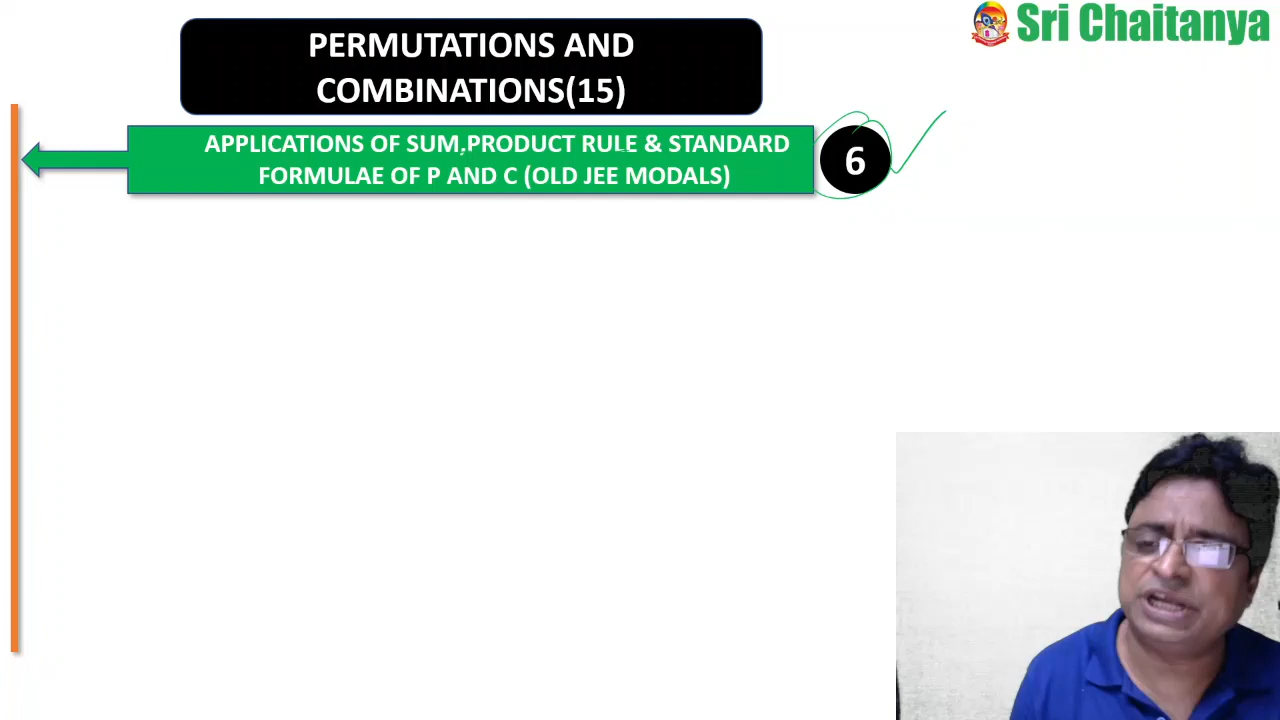 Sri Chaitanya
PERMUTATIONS AND
COMBINATIONS(15)
APPLICATIONS OF SUM,PRODUCT RULE & STANDARD
FORMULAE OF P AND C (OLD JEE MODALS)
6